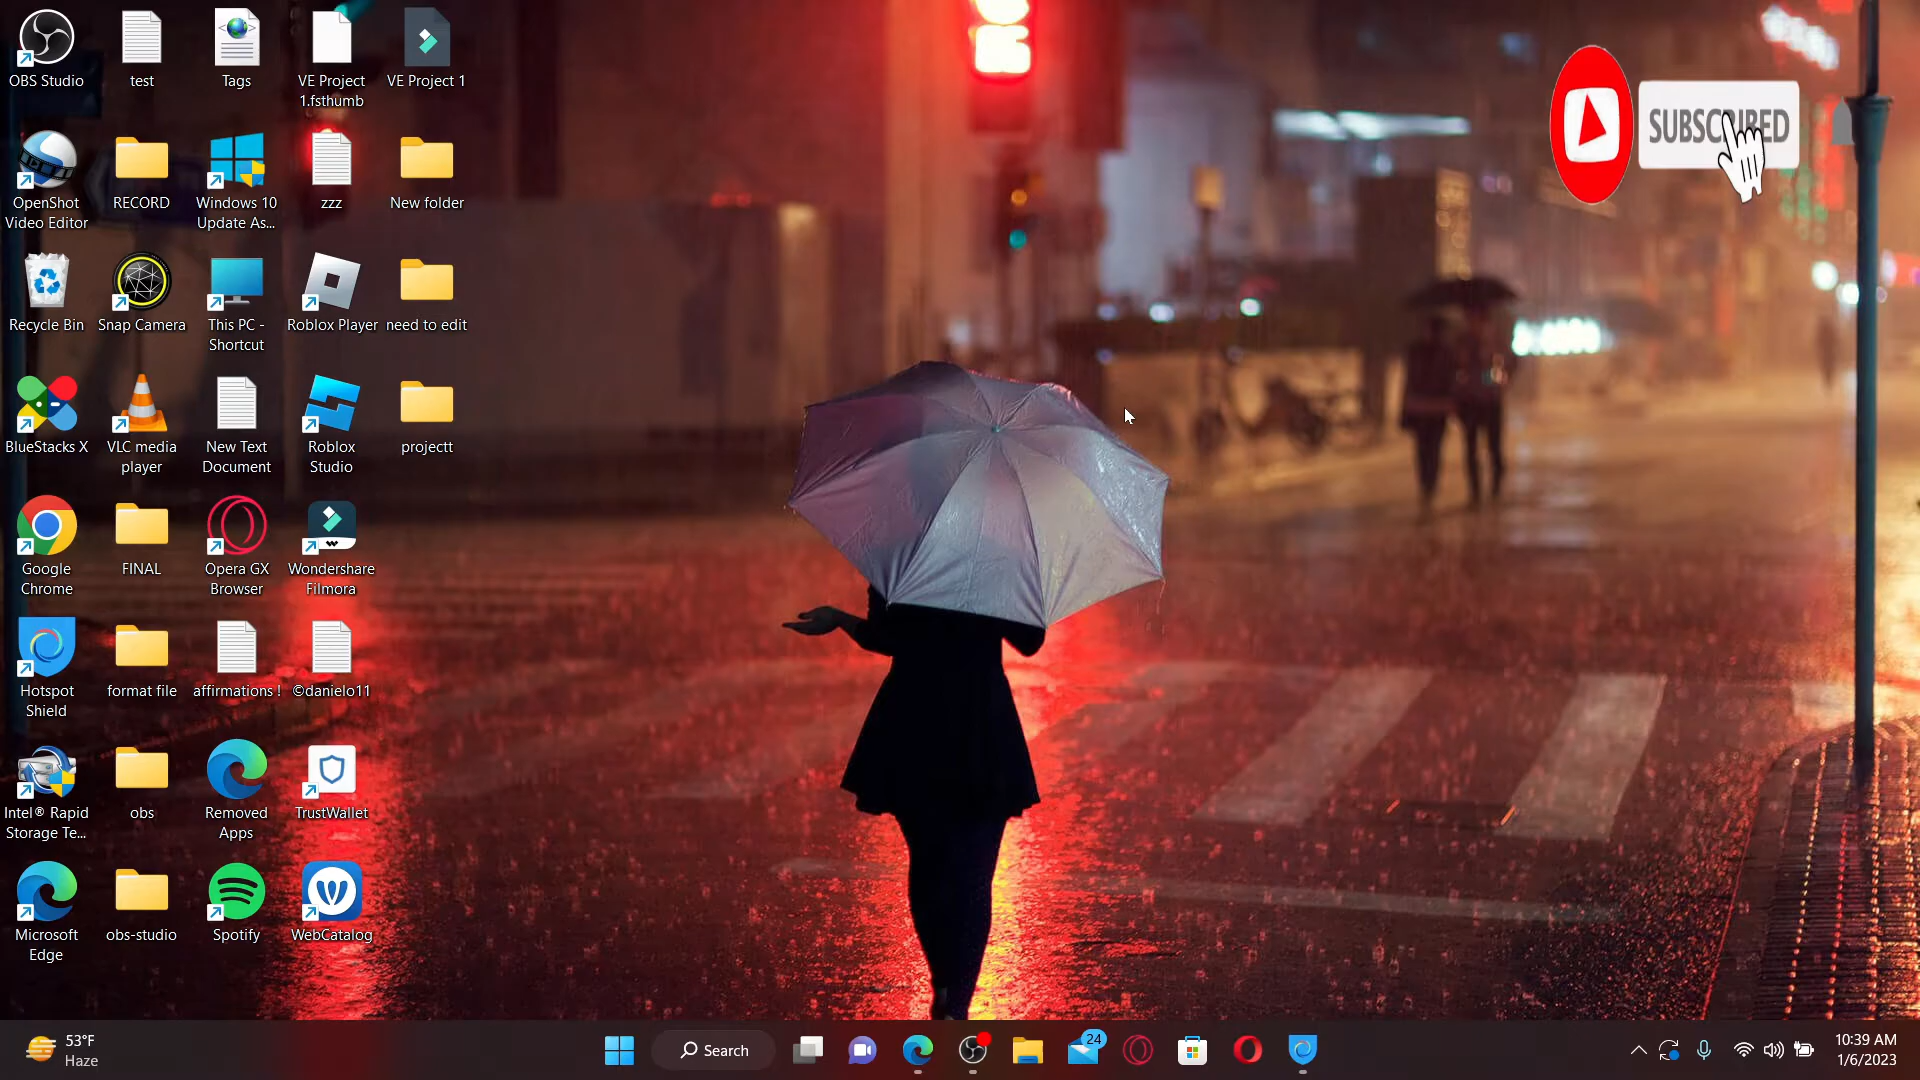 OBS Studio
test
Tags
VE Project
1.fsthumb
VE Project 1
SUBSCRIBED
OpenShot
Video Editor
RECORD
Windows 10
Update As...
zzz
New folder
Recycle Bin
Snap Camera
This PC -
Shortcut
Roblox Player
need to edit
BlueStacks X
VLC media
player
New Text
Document
Roblox
Studio
projectt
Google
Chrome
FINAL
Opera GX
Browser
Wondershare
Filmora
Hotspot
Shield
format file
affirmations !
©danielo11
Intel® Rapid
Storage Te...
obs
Removed
Apps
TrustWallet
Microsoft
Edge
obs-studio
Spotify
WebCatalog
53°F
Haze
Search
24
10:39 AM
1/6/2023